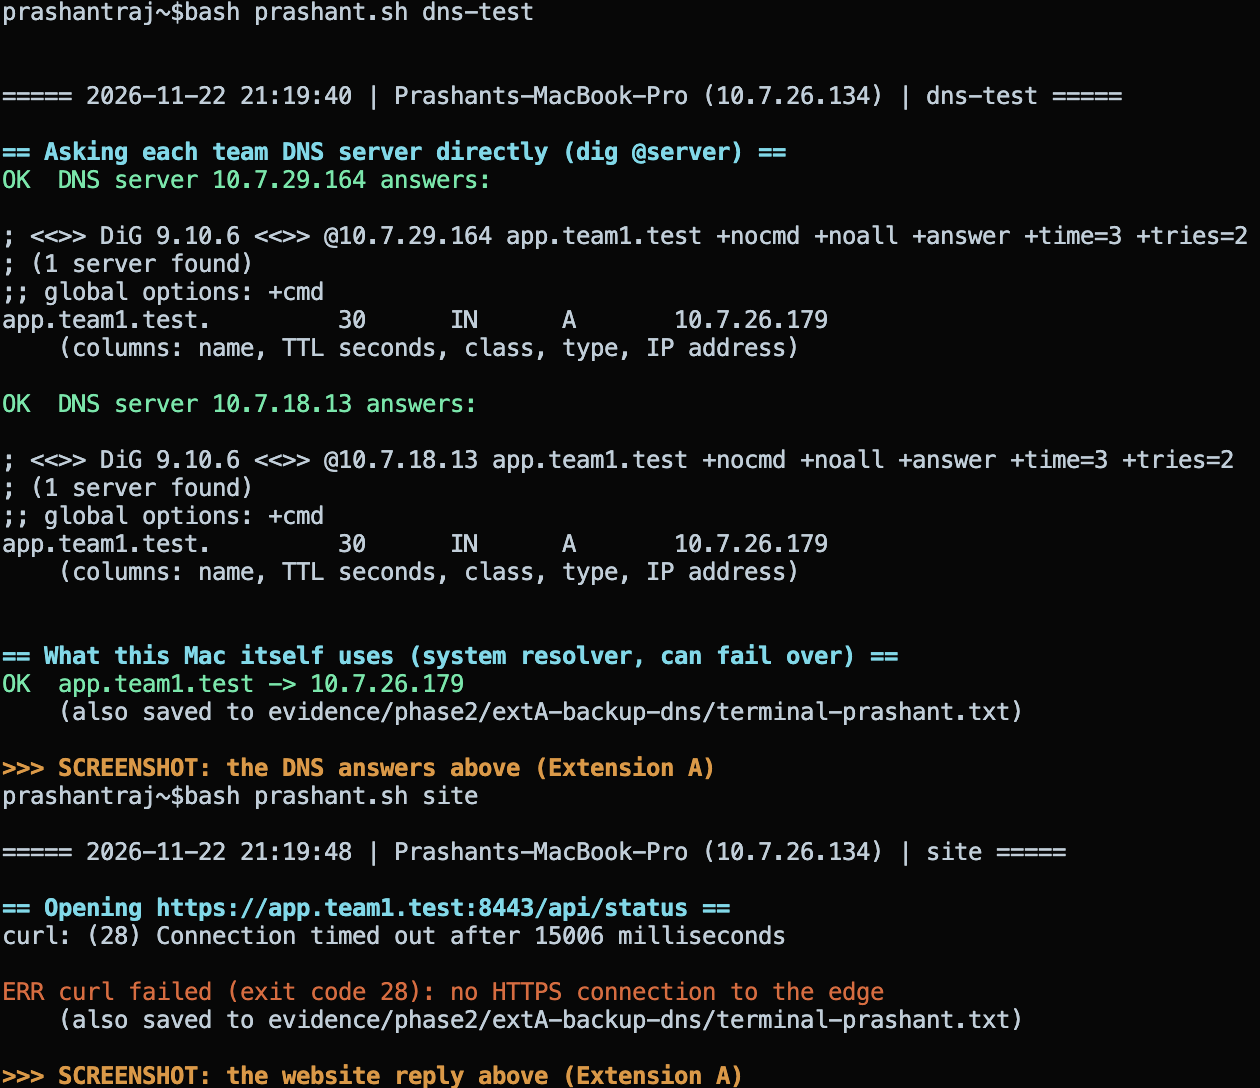 prashantraj~$bash prashant.sh dns-test
===== 2026-11-22 21:19:40 | Prashants-MacBook-Pro (10.7.26.134) | dns-test =====
== Asking each team DNS server directly (dig @server) ==
OK  DNS server 10.7.29.164 answers:
; <<>> DiG 9.10.6 <<>> @10.7.29.164 app.team1.test +nocmd +noall +answer +time=3 +tries=2
; (1 server found)
;; global options: +cmd
app.team1.test.         30      IN      A       10.7.26.179
    (columns: name, TTL seconds, class, type, IP address)
OK  DNS server 10.7.18.13 answers:
; <<>> DiG 9.10.6 <<>> @10.7.18.13 app.team1.test +nocmd +noall +answer +time=3 +tries=2
; (1 server found)
;; global options: +cmd
app.team1.test.         30      IN      A       10.7.26.179
    (columns: name, TTL seconds, class, type, IP address)
== What this Mac itself uses (system resolver, can fail over) ==
OK  app.team1.test -> 10.7.26.179
    (also saved to evidence/phase2/extA-backup-dns/terminal-prashant.txt)
>>> SCREENSHOT: the DNS answers above (Extension A)
prashantraj~$bash prashant.sh site
===== 2026-11-22 21:19:48 | Prashants-MacBook-Pro (10.7.26.134) | site =====
== Opening https://app.team1.test:8443/api/status ==
curl: (28) Connection timed out after 15006 milliseconds
ERR curl failed (exit code 28): no HTTPS connection to the edge
    (also saved to evidence/phase2/extA-backup-dns/terminal-prashant.txt)
>>> SCREENSHOT: the website reply above (Extension A)